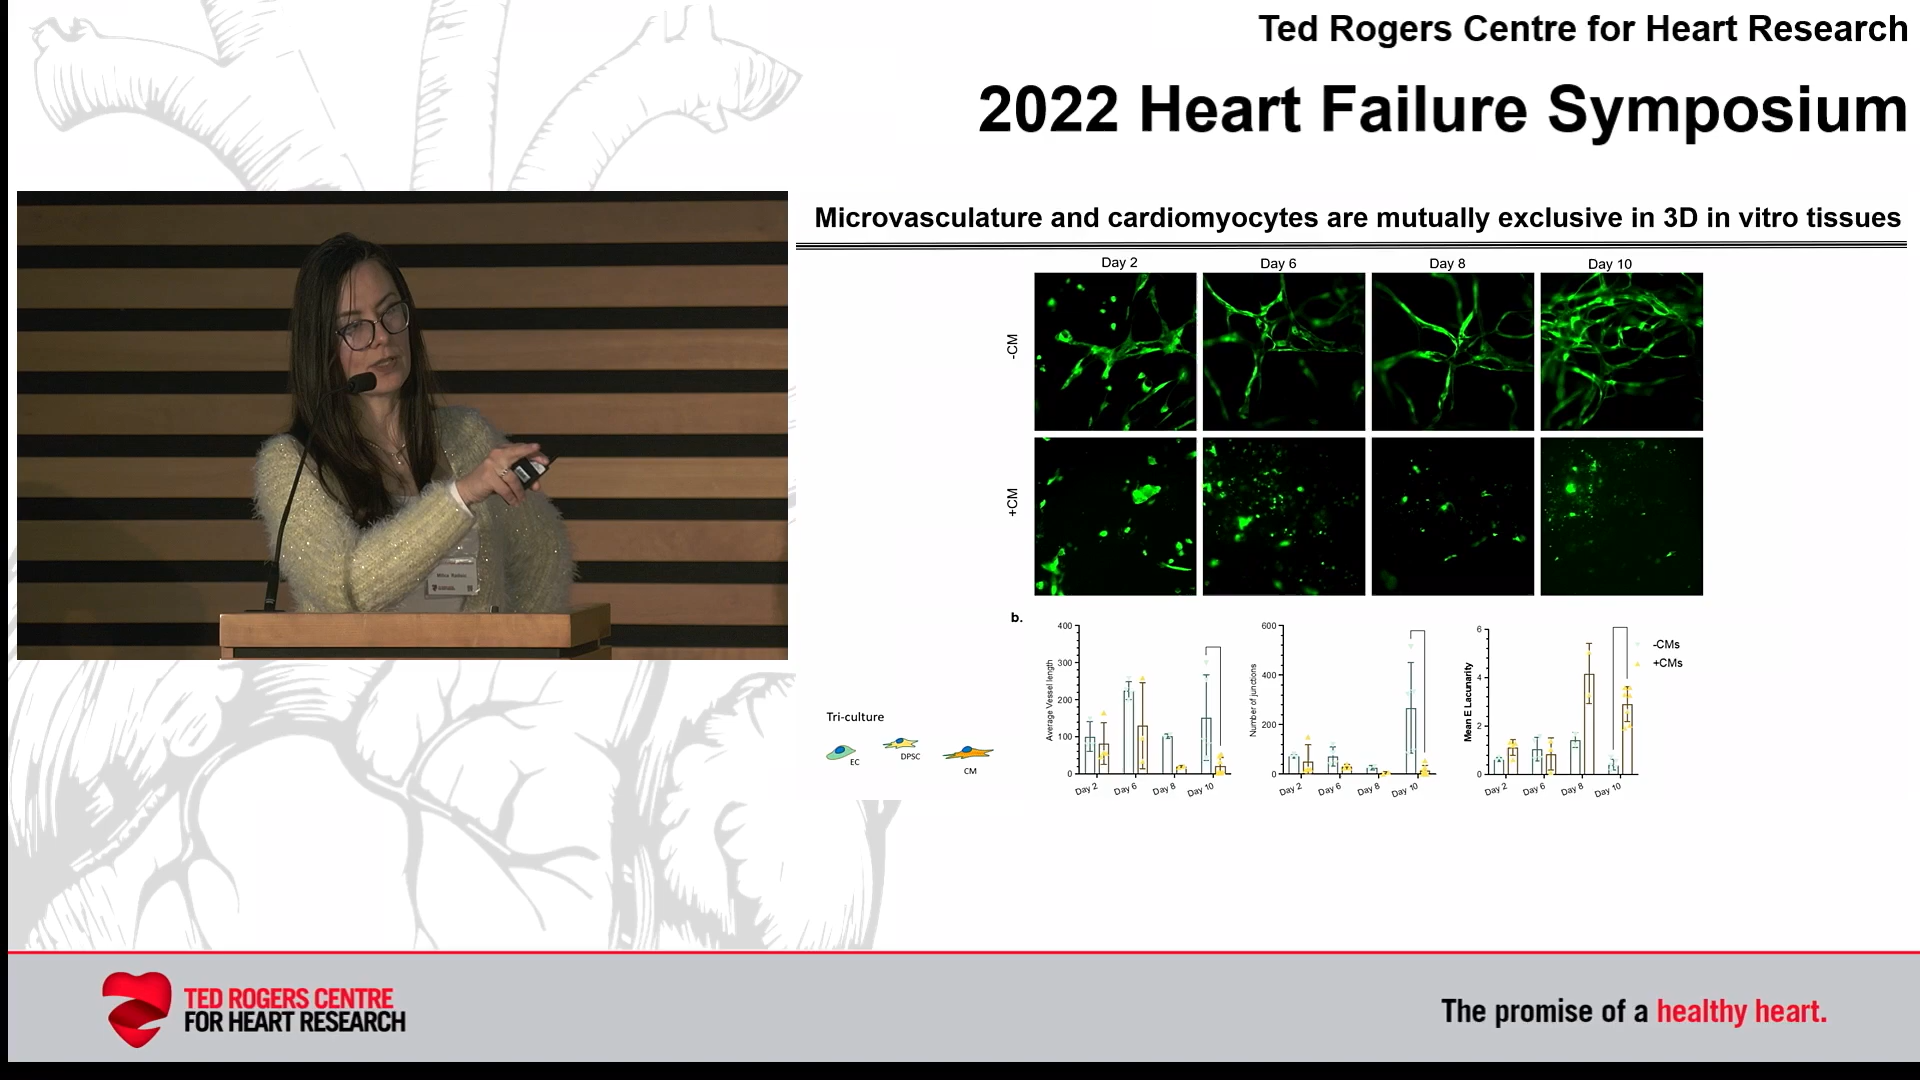 Ted Rogers Centre for Heart Research
2022 Heart Failure Symposium
Microvasculature and cardiomyocytes are mutually exclusive in 3D in vitro tissues
Day 2 Day 6 Day 8 Day 10
-CM
+CM
b.
400
300
200
100
0
Average Vessel length
Day 2 Day 6 Day 8 Day 10
600
400
200
0
Number of junctions
Day 2 Day 6 Day 8 Day 10
6
4
2
0
Mean E Lacunarity
Day 2 Day 6 Day 8 Day 10
-CMs
+CMs
Tri-culture
EC
DPSC
CM
TED ROGERS CENTRE
FOR HEART RESEARCH
The promise of a healthy heart.